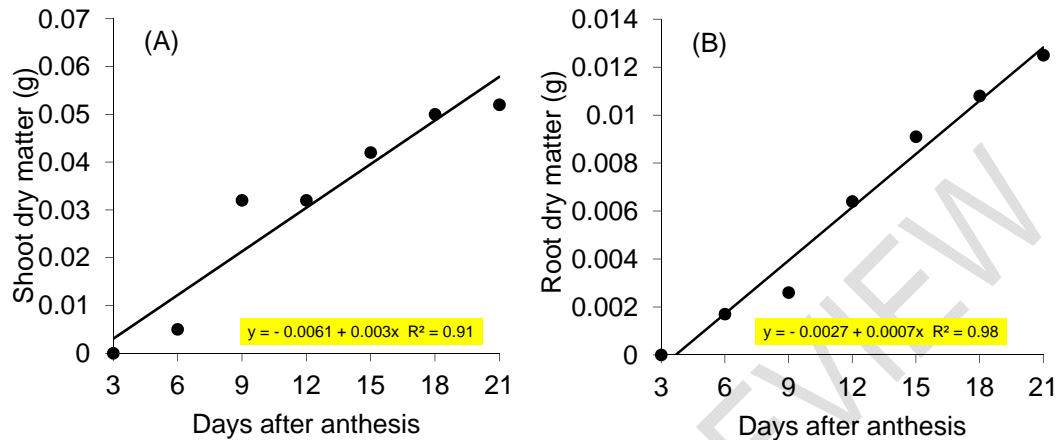 (A)
Shoot dry matter (g)
0.07
0.06
0.05
0.04
0.03
0.02
0.01
0
y = - 0.0061 + 0.003x R² = 0.91
3 6 9 12 15 18 21
Days after anthesis
(B)
Root dry matter (g)
0.014
0.012
0.01
0.008
0.006
0.004
0.002
0
y = - 0.0027 + 0.0007x R² = 0.98
3 6 9 12 15 18 21
Days after anthesis
EVIEW